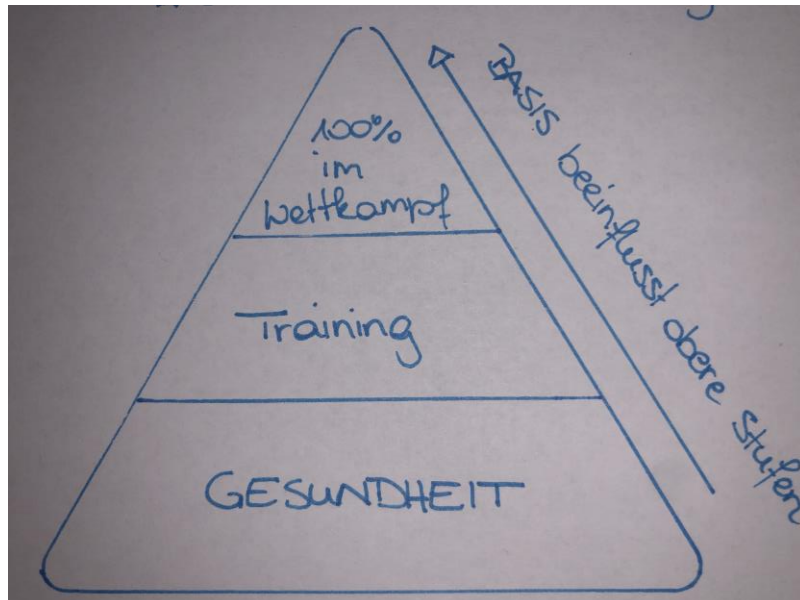 100%
im
Wettkampf
Training
GESUNDHEIT
BASIS beeinflusst obere Stufen